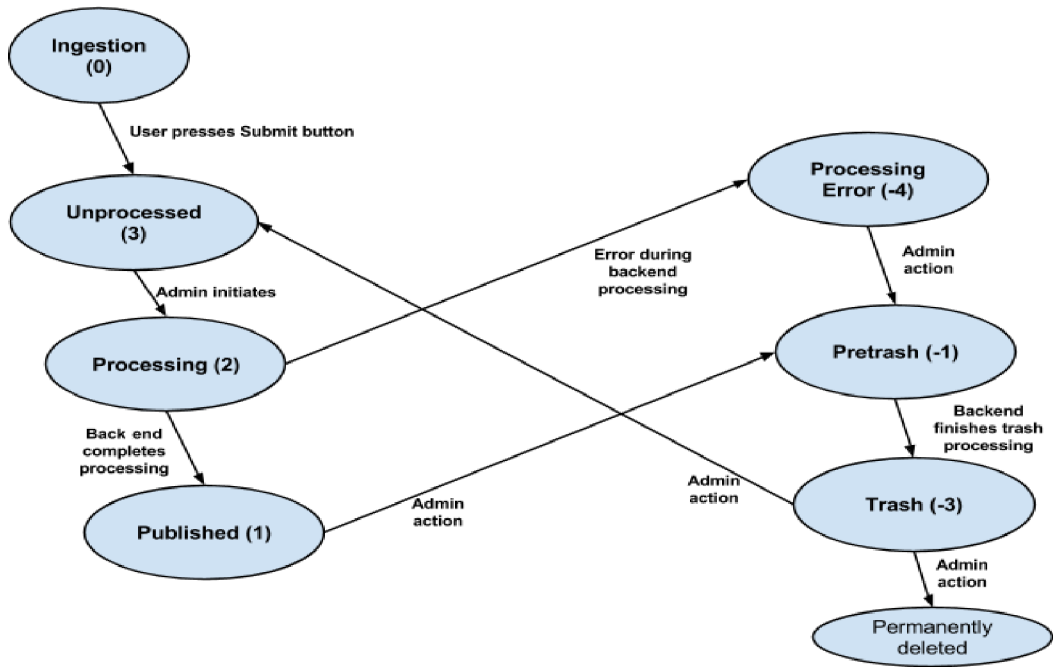 Ingestion
(0)
User presses Submit button
Unprocessed
(3)
Admin initiates
Processing (2)
Back end
completes
processing
Published (1)
Processing
Error (-4)
Error during
backend
processing
Admin
action
Pretrash (-1)
Admin
action
Backend
finishes trash
processing
Admin
action
Trash (-3)
Admin
action
Permanently
deleted